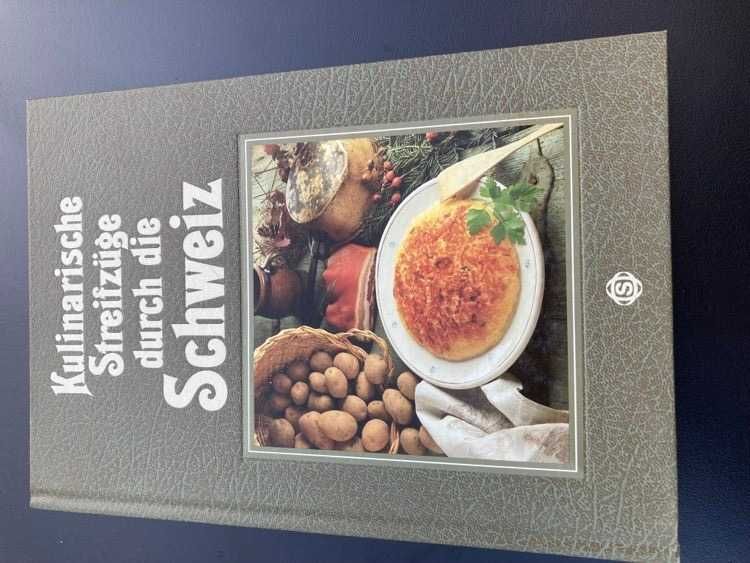 Kulinarische
Streifzüge
durch die
Schweiz
S